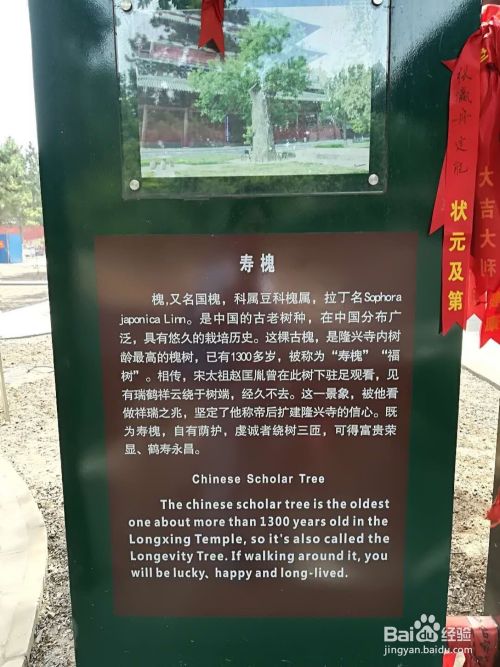 寿槐
槐,又名国槐，科属豆科槐属，拉丁名Sophora
japonica Linn。是中国的古老树种，在中国分布广
泛，具有悠久的栽培历史。这棵古槐，是隆兴寺内树
龄最高的槐树，已有1300多岁，被称为“寿槐”“福
树”。相传，宋太祖赵匡胤曾在此树下驻足观看，见
有瑞鹤祥云绕于树端，经久不去。这一景象，被他看
做祥瑞之兆，坚定了他称帝后扩建隆兴寺的信心。既
为寿槐，自有荫护，虔诚者绕树三匝，可得富贵荣
显、鹤寿永昌。
Chinese Scholar Tree
The chinese scholar tree is the oldest
one about more than 1300 years old in the
Longxing Temple, so it's also called the
Longevity Tree. If walking around it, you
will be lucky、happy and long-lived.
状元及第
大吉大利
Baidu经验
jingyan.baidu.com